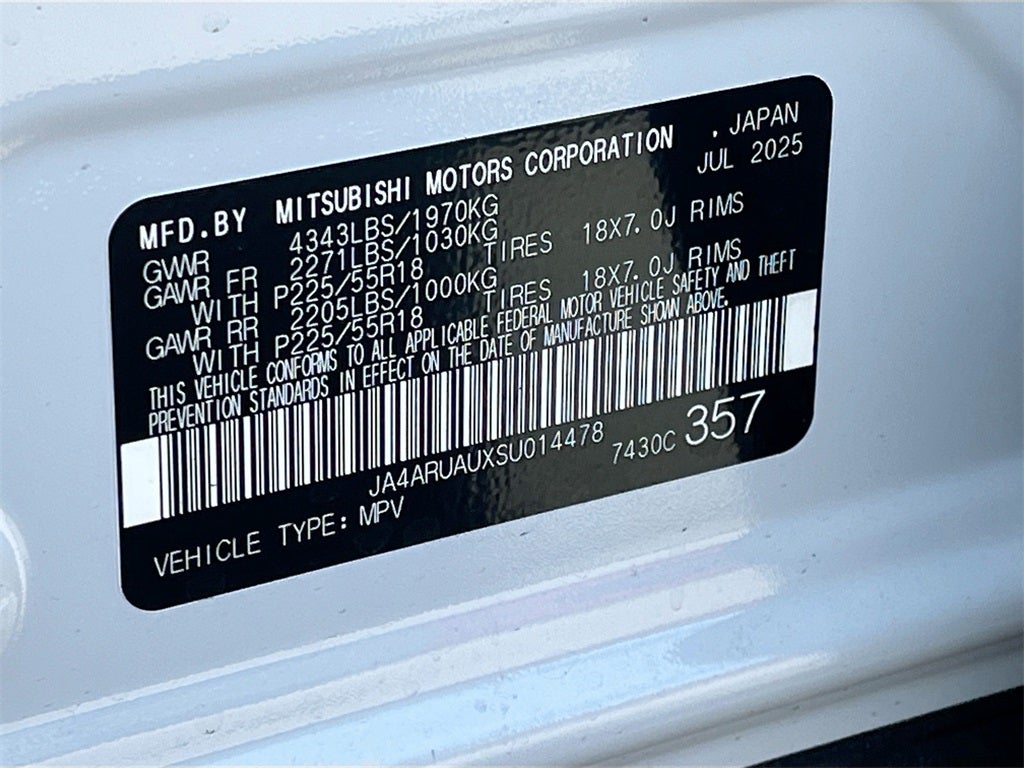 MFD.BY MITSUBISHI MOTORS CORPORATION , JAPAN
GVWR 4343LBS/1970KG JUL 2025
GAWR FR 2271LBS/1030KG
WITH P225/55R18 TIRES 18X7.0J RIMS
GAWR RR 2205LBS/1000KG
WITH P225/55R18 TIRES 18X7.0J RIMS
THIS VEHICLE CONFORMS TO ALL APPLICABLE FEDERAL MOTOR VEHICLE SAFETY AND THEFT
PREVENTION STANDARDS IN EFFECT ON THE DATE OF MANUFACTURE SHOWN ABOVE.
JA4ARUAUXSU014478
VEHICLE TYPE: MPV 7430C 357